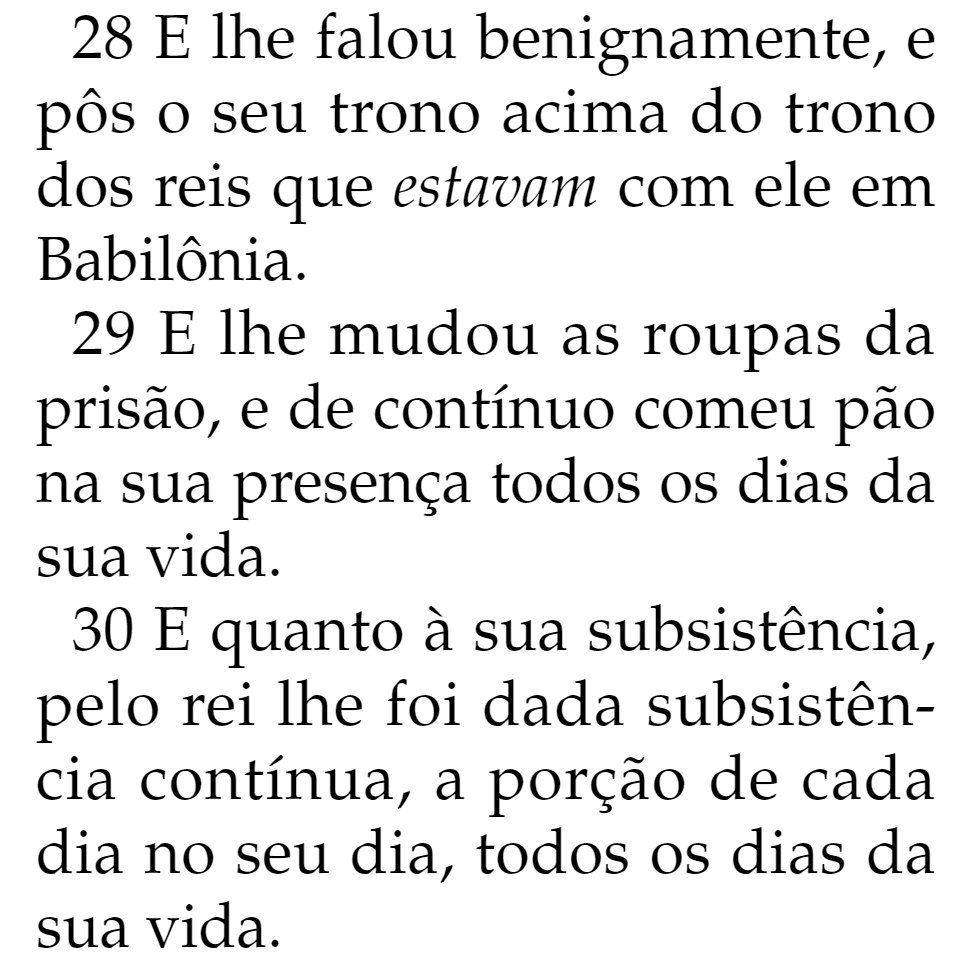 28 E lhe falou benignamente, e
pôs o seu trono acima do trono
dos reis que estavam com ele em
Babilônia.
29 E lhe mudou as roupas da
prisão, e de contínuo comeu pão
na sua presença todos os dias da
sua vida.
30 E quanto à sua subsistência,
pelo rei lhe foi dada subsistên-
cia contínua, a porção de cada
dia no seu dia, todos os dias da
sua vida.